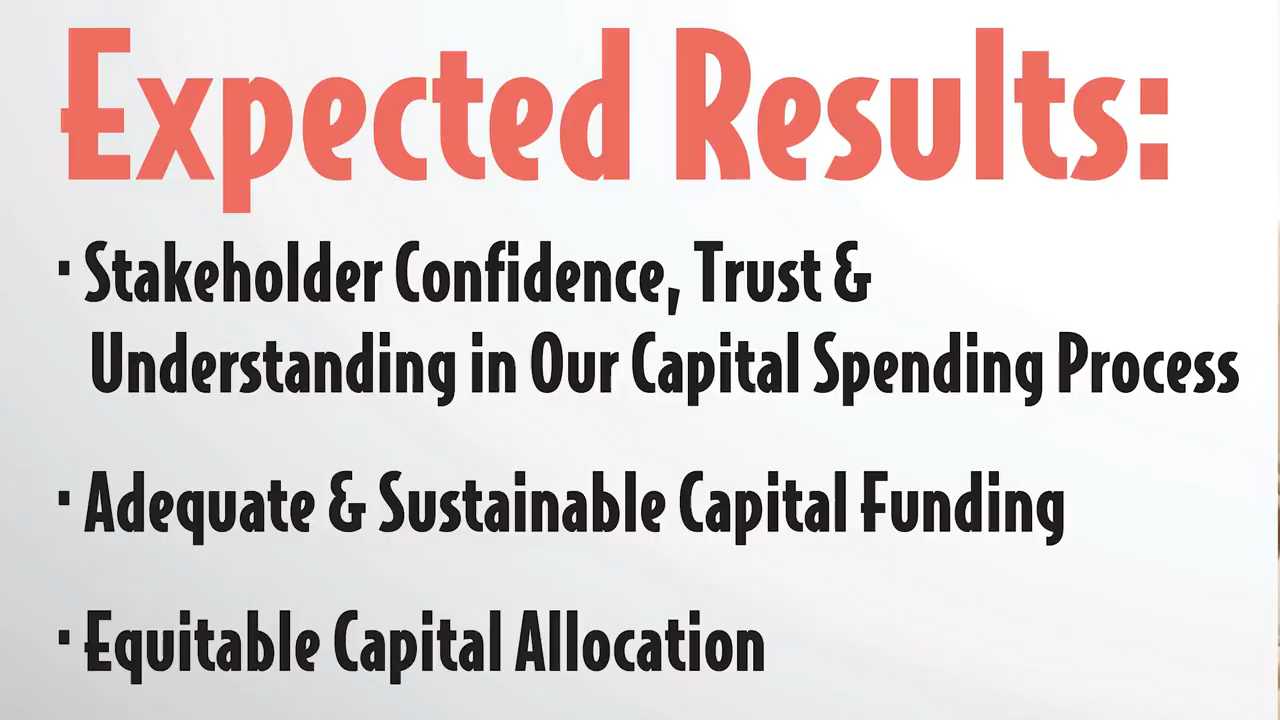 Expected Results:
· Stakeholder Confidence, Trust &
Understanding in Our Capital Spending Process
· Adequate & Sustainable Capital Funding
· Equitable Capital Allocation